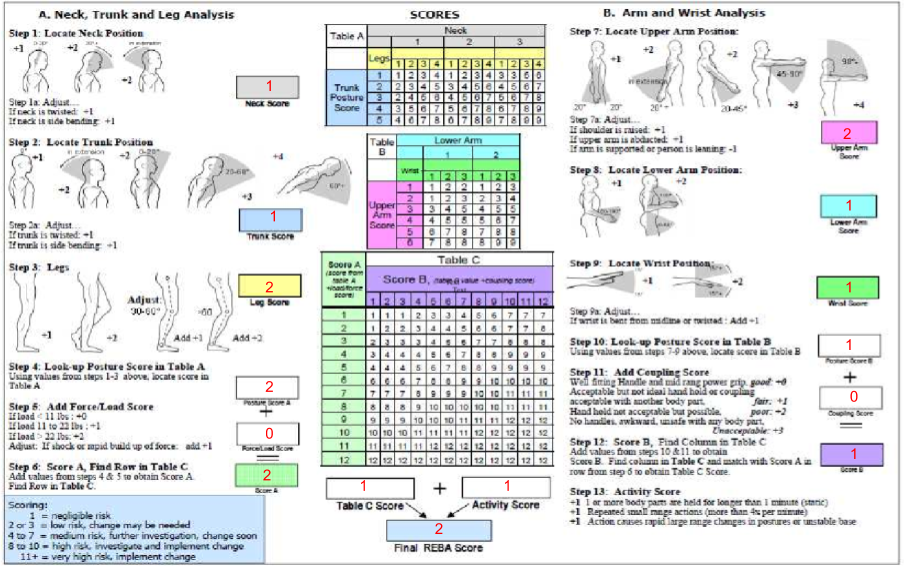 A. Neck, Trunk and Leg Analysis
Step 1: Locate Neck Position
+1
+2
in extension
+2
1
Neck Score
Step 1a: Adjust...
If neck is twisted: +1
If neck is side bending: +1
Step 2: Locate Trunk Position
+1
in extension
+2
0-20°
+2
20-60°
+3
+4
60°+
1
Trunk Score
Step 2a: Adjust...
If trunk is twisted: +1
If trunk is side bending: +1
Step 3: Legs
+1
+2
Adjust:
30-60°
Add +1
Add +2
2
Leg Score
Step 4: Look-up Posture Score in Table A
Using values from steps 1-3 above, locate score in
Table A
2
Posture Score A
+
Step 5: Add Force/Load Score
If load < 11 lbs : +0
If load 11 to 22 lbs : +1
If load > 22 lbs: +2
Adjust: If shock or rapid build up of force: add +1
0
Force/Load Score
Step 6: Score A, Find Row in Table C
Add values from steps 4 & 5 to obtain Score A.
Find Row in Table C.
2
Score A
Scoring:
1 = negligible risk
2 or 3 = low risk, change may be needed
4 to 7 = medium risk, further investigation, change soon
8 to 10 = high risk, investigate and implement change
11+ = very high risk, implement change
SCORES
Table A
Neck
1 2 3
Legs
1 2 3 4 1 2 3 4 1 2 3 4
Trunk
Posture
Score
1 1 2 3 4 1 2 3 4 3 3 5 6
2 2 3 4 5 3 4 5 6 4 5 6 7
3 2 4 5 6 4 5 6 7 5 6 7 8
4 3 5 6 7 5 6 7 8 6 7 8 9
5 4 6 7 8 6 7 8 9 7 8 9 9
Table
B
Lower Arm
1 2
Wrist
1 2 3 1 2 3
Upper
Arm
Score
1 1 2 2 1 2 3
2 1 2 3 2 3 4
3 3 4 5 4 5 5
4 4 5 5 5 6 7
5 6 7 8 7 8 8
6 7 8 8 8 9 9
Score A
(score from
table A
+load/force
score)
Table C
Score B, (table B value +coupling score)
1 2 3 4 5 6 7 8 9 10 11 12
1 1 1 1 2 3 3 4 5 6 7 7 7
2 1 2 2 3 4 4 5 6 6 7 7 8
3 2 3 3 3 4 5 6 7 7 8 8 8
4 3 4 4 4 5 6 7 8 8 9 9 9
5 4 4 4 5 6 7 8 8 9 9 9 9
6 6 6 6 7 8 8 9 9 10 10 10 10
7 7 7 7 8 9 9 9 10 10 11 11 11
8 8 8 8 9 10 10 10 10 10 11 11 11
9 9 9 9 10 10 10 11 11 11 12 12 12
10 10 10 10 11 11 11 11 12 12 12 12 12
11 11 11 11 11 12 12 12 12 12 12 12 12
12 12 12 12 12 12 12 12 12 12 12 12 12
1
Table C Score
+
1
Activity Score
2
Final REBA Score
B. Arm and Wrist Analysis
Step 7: Locate Upper Arm Position:
+1
20° 20°
+2
in extension
20°+
+2
20-45°
45-90°
+3
90°+
+4
Step 7a: Adjust...
If shoulder is raised: +1
If upper arm is abducted: +1
If arm is supported or person is leaning: -1
2
Upper Arm
Score
Step 8: Locate Lower Arm Position:
+1
+2
1
Lower Arm
Score
Step 9: Locate Wrist Position:
+1
+2
1
Wrist Score
Step 9a: Adjust...
If wrist is bent from midline or twisted : Add +1
Step 10: Look-up Posture Score in Table B
Using values from steps 7-9 above, locate score in Table B
1
Posture Score B
+
Step 11: Add Coupling Score
Well fitting Handle and mid rang power grip, good: +0
Acceptable but not ideal hand hold or coupling
acceptable with another body part, fair: +1
Hand hold not acceptable but possible, poor: +2
No handles, awkward, unsafe with any body part,
Unacceptable: +3
0
Coupling Score
Step 12: Score B, Find Column in Table C
Add values from steps 10 &11 to obtain
Score B. Find column in Table C and match with Score A in
row from step 6 to obtain Table C Score.
1
Score B
Step 13: Activity Score
+1 1 or more body parts are held for longer than 1 minute (static)
+1 Repeated small range actions (more than 4x per minute)
+1 Action causes rapid large range changes in postures or unstable base